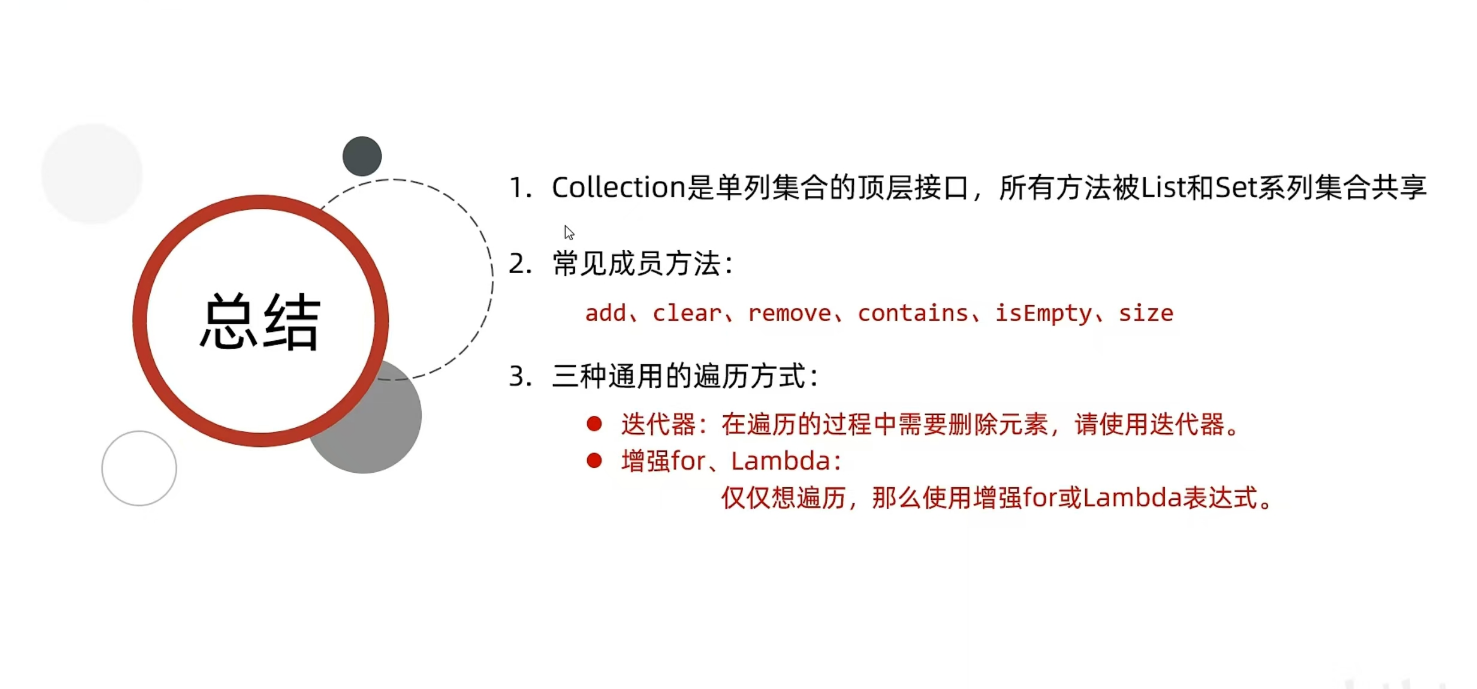 总结
1. Collection是单列集合的顶层接口，所有方法被List和Set系列集合共享
2. 常见成员方法：
add、clear、remove、contains、isEmpty、size
3. 三种通用的遍历方式：
● 迭代器：在遍历的过程中需要删除元素，请使用迭代器。
● 增强for、Lambda：
仅仅想遍历，那么使用增强for或Lambda表达式。